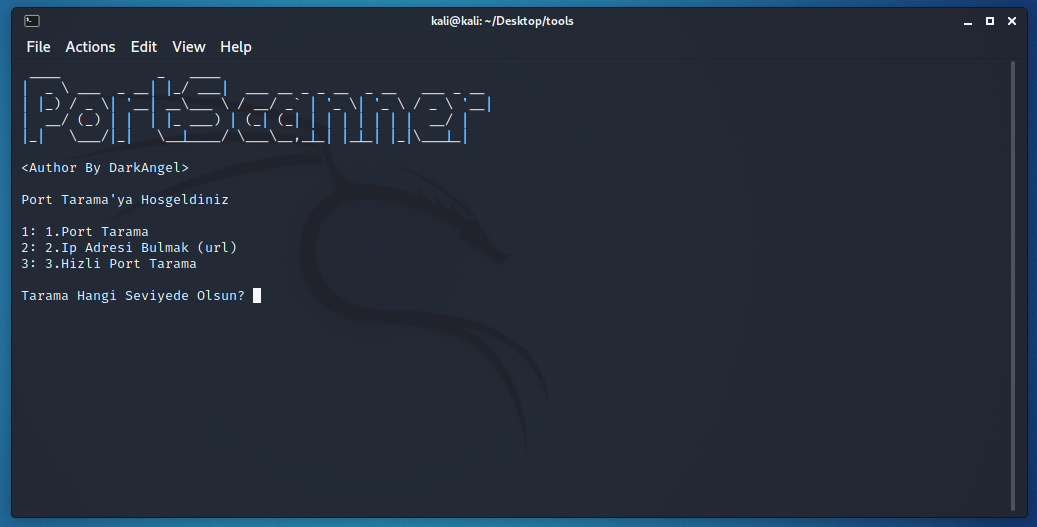 kali@kali: ~/Desktop/tools
File Actions Edit View Help
PortScanner
<Author By DarkAngel>
Port Tarama'ya Hosgeldiniz
1: 1.Port Tarama
2: 2.Ip Adresi Bulmak (url)
3: 3.Hizli Port Tarama
Tarama Hangi Seviyede Olsun?